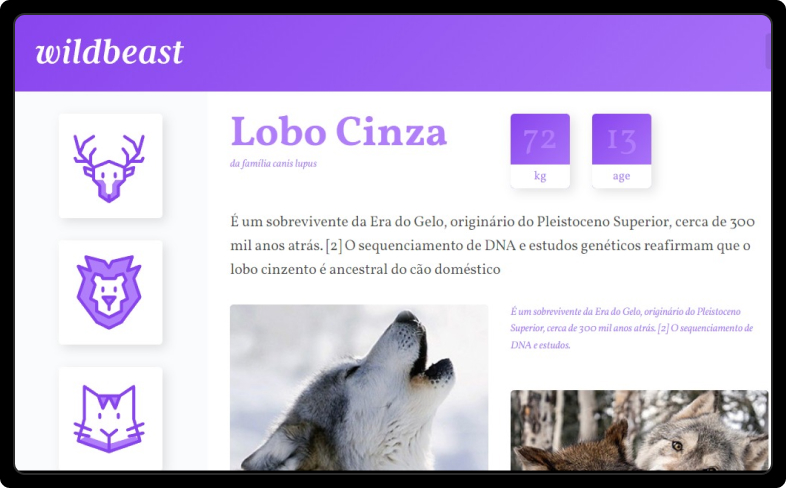 wildbeast
Lobo Cinza
da família canis lupus
72
kg
13
age
É um sobrevivente da Era do Gelo, originário do Pleistoceno Superior, cerca de 300
mil anos atrás. [2] O sequenciamento de DNA e estudos genéticos reafirmam que o
lobo cinzento é ancestral do cão doméstico
É um sobrevivente da Era do Gelo, originário do Pleistoceno
Superior, cerca de 300 mil anos atrás. [2] O sequenciamento de
DNA e estudos.